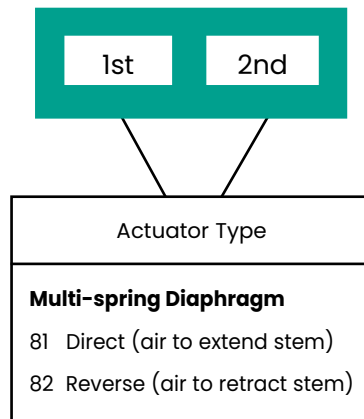 1st 2nd
Actuator Type
Multi-spring Diaphragm
81 Direct (air to extend stem)
82 Reverse (air to retract stem)